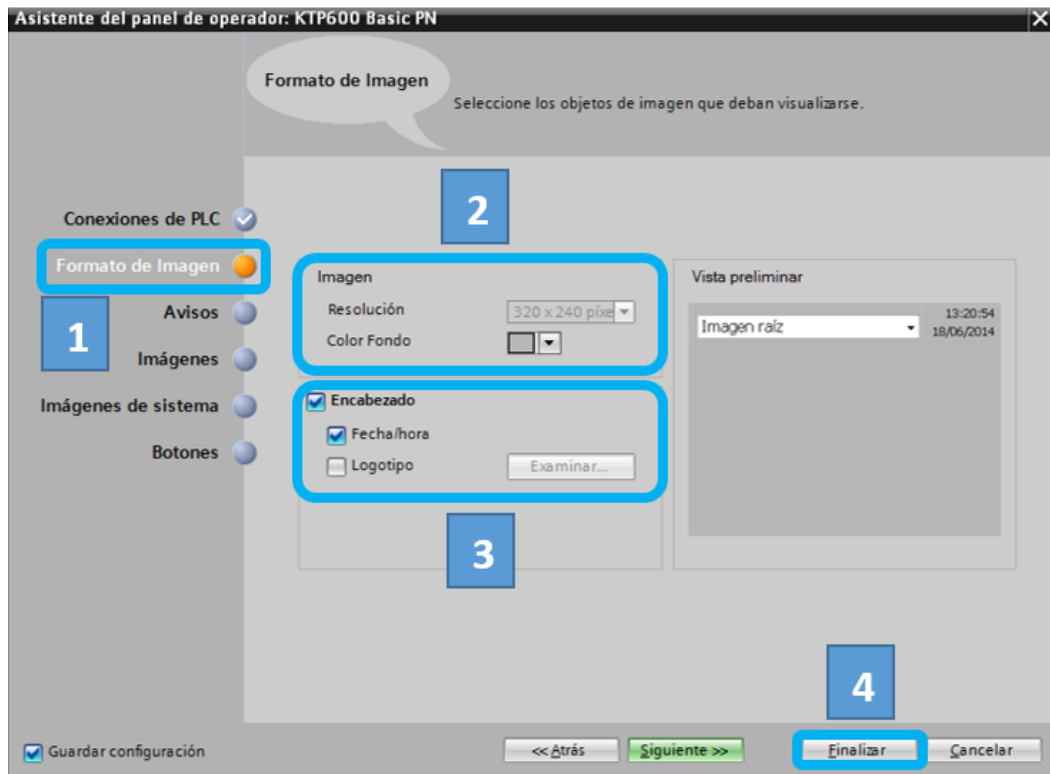 Asistente del panel de operador: KTP600 Basic PN
Formato de Imagen
Seleccione los objetos de imagen que deban visualizarse.
Conexiones de PLC
Formato de Imagen
Avisos
Imágenes
Imágenes de sistema
Botones
1
2
Imagen
Resolución
320 x 240 píxe
Color Fondo
Encabezado
Fecha/hora
Logotipo
Examinar...
3
Vista preliminar
Imagen raíz
13:20:54
18/06/2014
4
Guardar configuración
<< Atrás
Siguiente >>
Finalizar
Cancelar